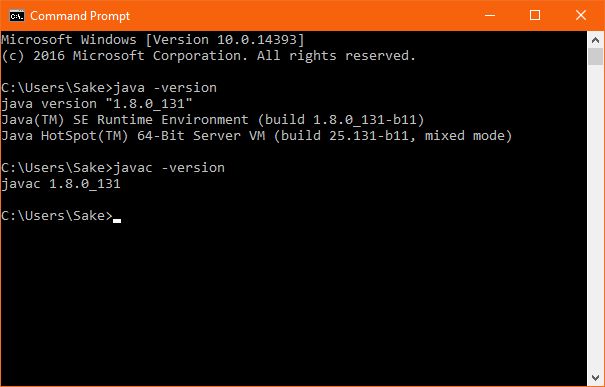 Command Prompt
Microsoft Windows [Version 10.0.14393]
(c) 2016 Microsoft Corporation. All rights reserved.
C:\Users\Sake>java -version
java version "1.8.0_131"
Java(TM) SE Runtime Environment (build 1.8.0_131-b11)
Java HotSpot(TM) 64-Bit Server VM (build 25.131-b11, mixed mode)
C:\Users\Sake>javac -version
javac 1.8.0_131
C:\Users\Sake>